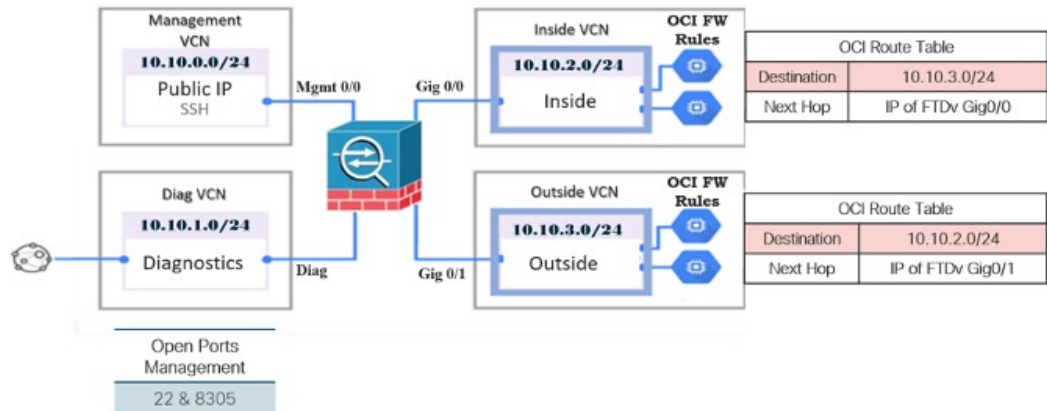 Management
VCN
10.10.0.0/24
Public IP
SSH
Mgmt 0/0
Gig 0/0
Inside VCN
10.10.2.0/24
Inside
OCI FW
Rules
OCI Route Table
Destination 10.10.3.0/24
Next Hop IP of FTDv Gig0/0
Diag VCN
10.10.1.0/24
Diagnostics
Diag
Gig 0/1
Outside VCN
10.10.3.0/24
Outside
OCI FW
Rules
OCI Route Table
Destination 10.10.2.0/24
Next Hop IP of FTDv Gig0/1
Open Ports
Management
22 & 8305